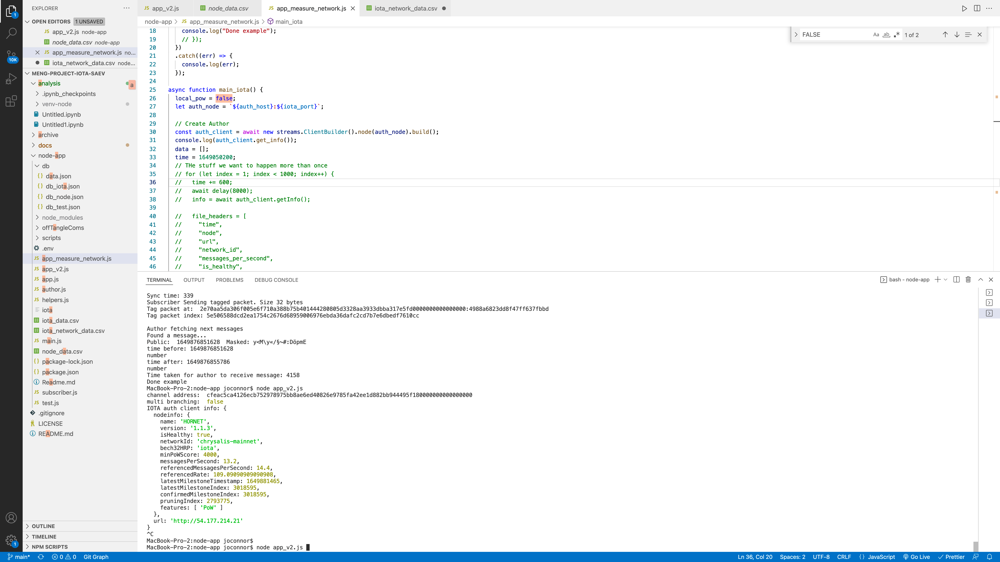 EXPLORER
OPEN EDITORS 1 UNSAVED
JS app_v2.js node-app
node_data.csv node-app
JS app_measure_network.js no...
iota_network_data.csv node...
MENG-PROJECT-IOTA-SAEV
analysis
a
.ipynb_checkpoints
venv-node
Untitled.ipynb
Untitled1.ipynb
archive
docs
node-app
db
{} data.json
{} db_iota.json
{} db_node.json
{} db_test.json
node_modules
offTangleComs
scripts
.env
JS app_measure_network.js
JS app_v2.js
JS app.js
JS author.js
JS helpers.js
iota
iota_data.csv
iota_network_data.csv
JS main.js
node_data.csv
{} package-lock.json
{} package.json
Readme.md
JS subscriber.js
JS test.js
.gitignore
LICENSE
README.md
OUTLINE
TIMELINE
NPM SCRIPTS
1
10K
1
JS app_v2.js
node_data.csv
JS app_measure_network.js
iota_network_data.csv
node-app > JS app_measure_network.js > main_iota
FALSE Aa ab 1 of 2
18 console.log("Done example");
19 // });
20 })
21 .catch((err) => {
22 console.log(err);
23 });
24
25 async function main_iota() {
26 local_pow = false;
27 let auth_node = `${auth_host}:${iota_port}`;
28
29 // Create Author
30 const auth_client = await new streams.ClientBuilder().node(auth_node).build();
31 console.log(auth_client.get_info());
32 data = [];
33 time = 1649050200;
34 // THe stuff we want to happen more than once
35 // for (let index = 1; index < 1000; index++) {
36 // time += 600;
37 // await delay(8000);
38 // info = await auth_client.getInfo();
39
40 // file_headers = [
41 // "time",
42 // "node",
43 // "url",
44 // "network_id",
45 // "messages_per_second",
46 // "is_healthy",
TERMINAL OUTPUT PROBLEMS DEBUG CONSOLE
bash - node-app
Sync time: 339
Subscriber Sending tagged packet. Size 32 bytes
Tag packet at: 2e70aa5da306f005e6f710a388b75b401444280805d3328aa3933dbba317e5fd0000000000000000:4988a6823dd8f47ff637fbbd
Tag packet index: 5e506588dcd2ea1754c2676d68959006976ebda36dafc2cd7b7e6dbedf7610cc
Author fetching next messages
Found a message...
Public: 1649876851628 Masked: y<M\y«/§~#:DöpmE
time before: 1649876851628
number
time after: 1649876855786
number
Time taken for author to receive message: 4158
Done example
MacBook-Pro-2:node-app joconnor$ node app_v2.js
channel address: cfeac5ca4126ecb752978975bb8ae6ed40826e9785fa42ee1d882bb944495f180000000000000000
multi branching: false
IOTA auth client info: {
nodeinfo: {
name: 'HORNET',
version: '1.1.3',
isHealthy: true,
networkId: 'chrysalis-mainnet',
bech32HRP: 'iota',
minPoWScore: 4000,
messagesPerSecond: 13.2,
referencedMessagesPerSecond: 14.4,
referencedRate: 109.09090909090908,
latestMilestoneTimestamp: 1649881465,
latestMilestoneIndex: 3018595,
confirmedMilestoneIndex: 3018595,
pruningIndex: 2793775,
features: [ 'PoW' ]
},
url: 'http://54.177.214.21'
}
^C
MacBook-Pro-2:node-app joconnor$
MacBook-Pro-2:node-app joconnor$ node app_v2.js
main* 0 0 Git Graph
Ln 36, Col 20 Spaces: 2 UTF-8 CRLF {} JavaScript Go Live Prettier